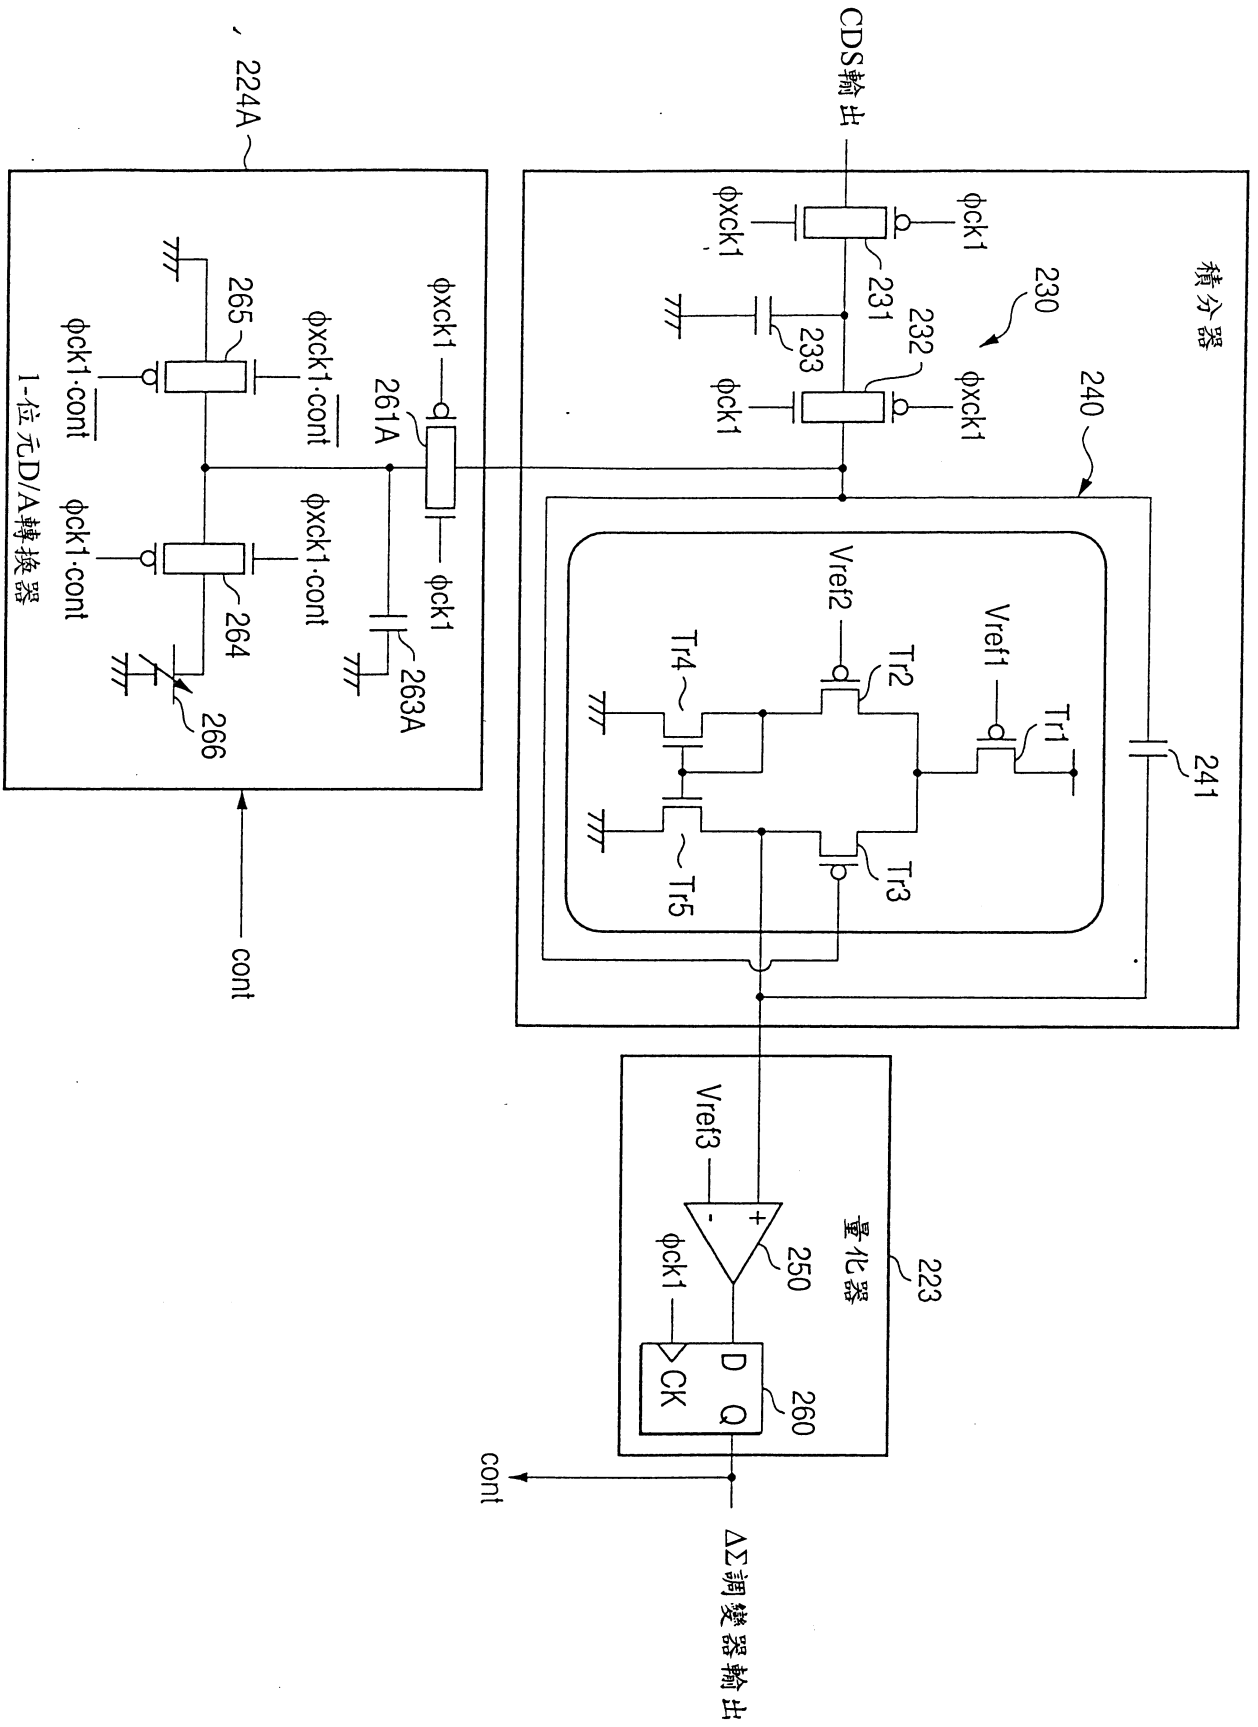 積分器
230
240
241
CDS輸出
φck1
φxck1
231
232
233
φxck1
φck1
Vref1
Vref2
Tr1
Tr2
Tr3
Tr4
Tr5
223
量化器
Vref3
+
-
250
φck1
D Q
CK
260
cont
ΔΣ調變器輸出
224A
φxck1
φck1
261A
263A
265
φxck1·c̅o̅n̅t̅
φck1·c̅o̅n̅t̅
264
φxck1·cont
φck1·cont
266
1-位元D/A轉換器
cont